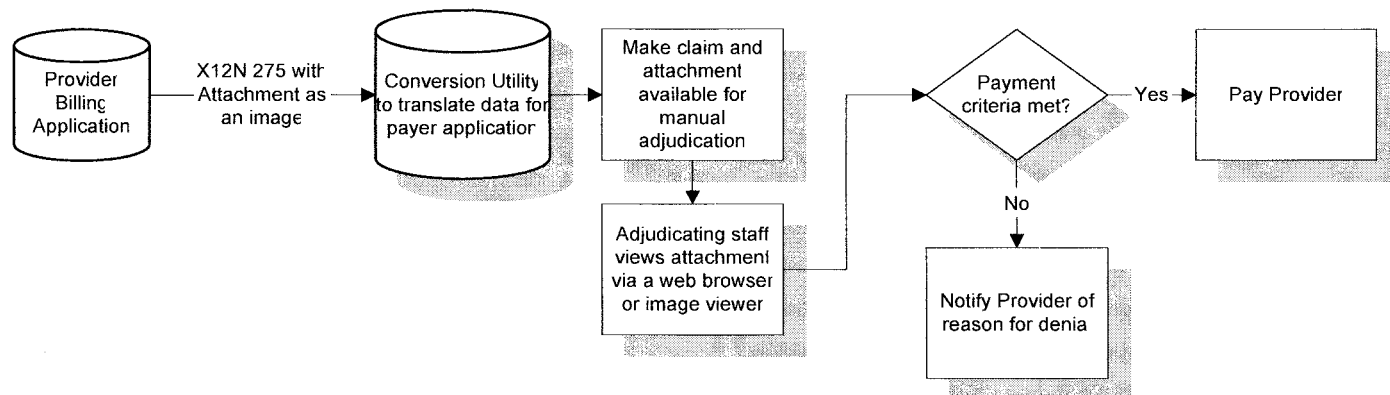 Provider
Billing
Application
X12N 275 with
Attachment as
an image
Conversion Utility
to translate data for
payer application
Make claim and
attachment
available for
manual
adjudication
Adjudicating staff
views attachment
via a web browser
or image viewer
Payment
criteria met?
Yes
Pay Provider
No
Notify Provider of
reason for denia